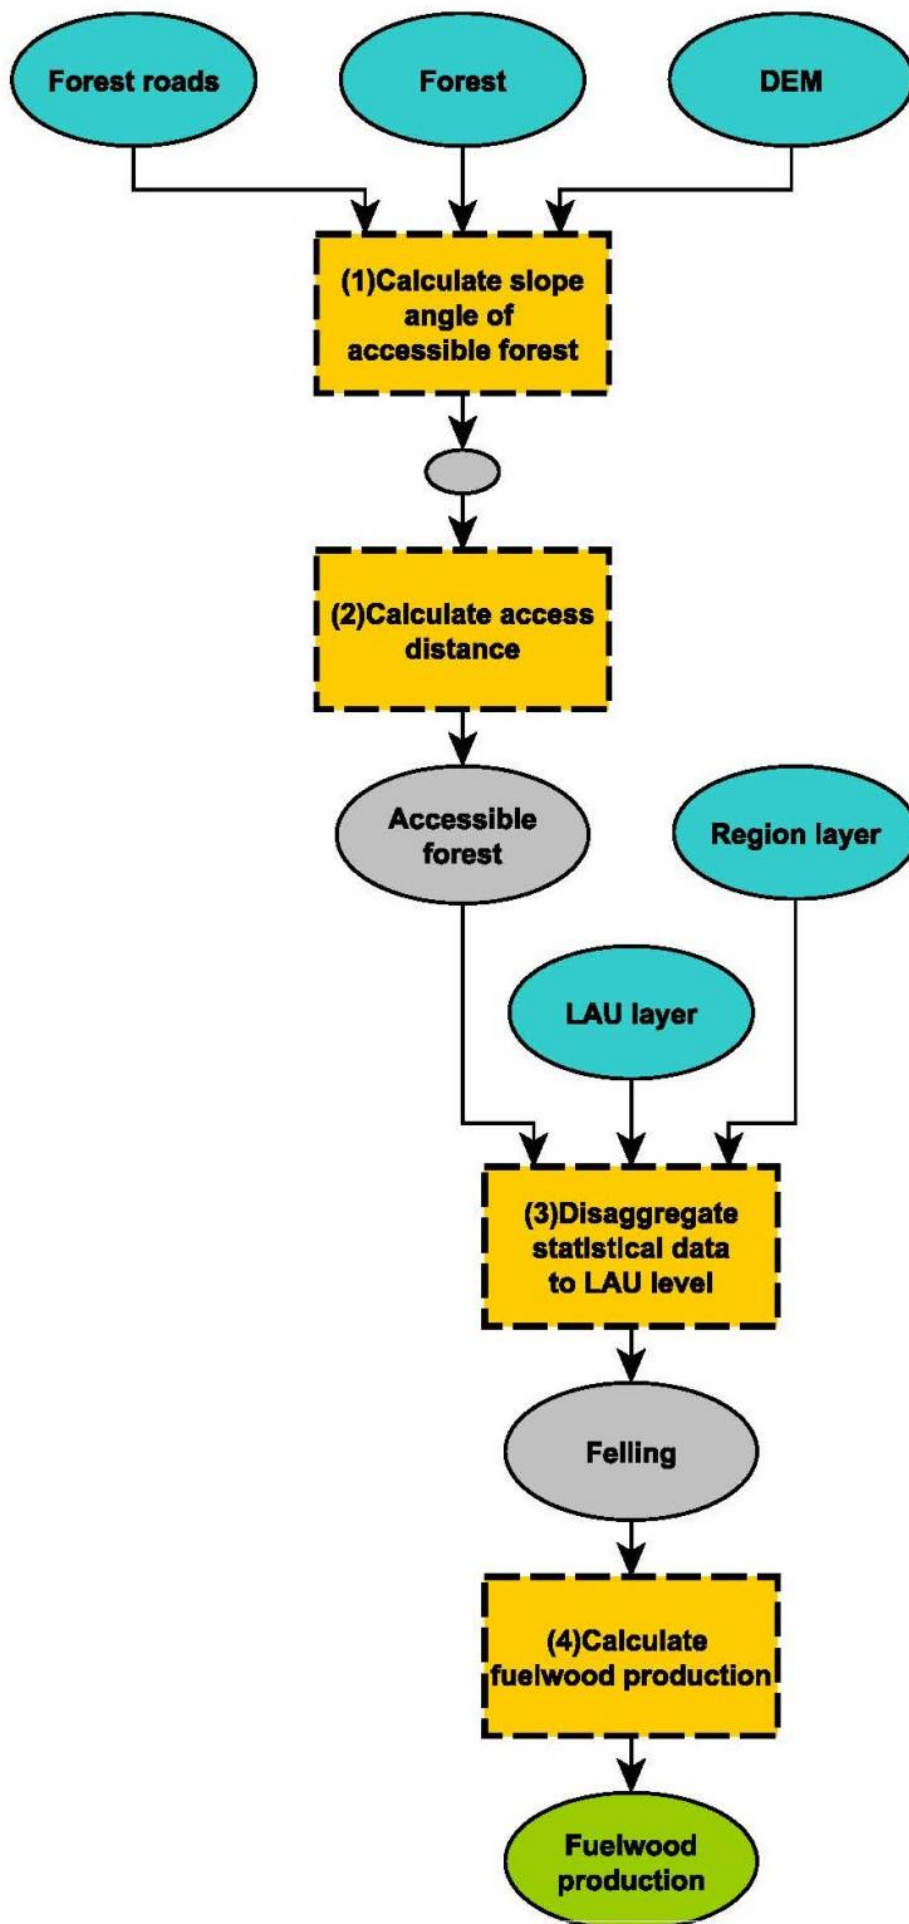 Forest roads
Forest
DEM
(1)Calculate slope
angle of
accessible forest
(2)Calculate access
distance
Accessible
forest
Region layer
LAU layer
(3)Disaggregate
statistical data
to LAU level
Felling
(4)Calculate
fuelwood production
Fuelwood
production